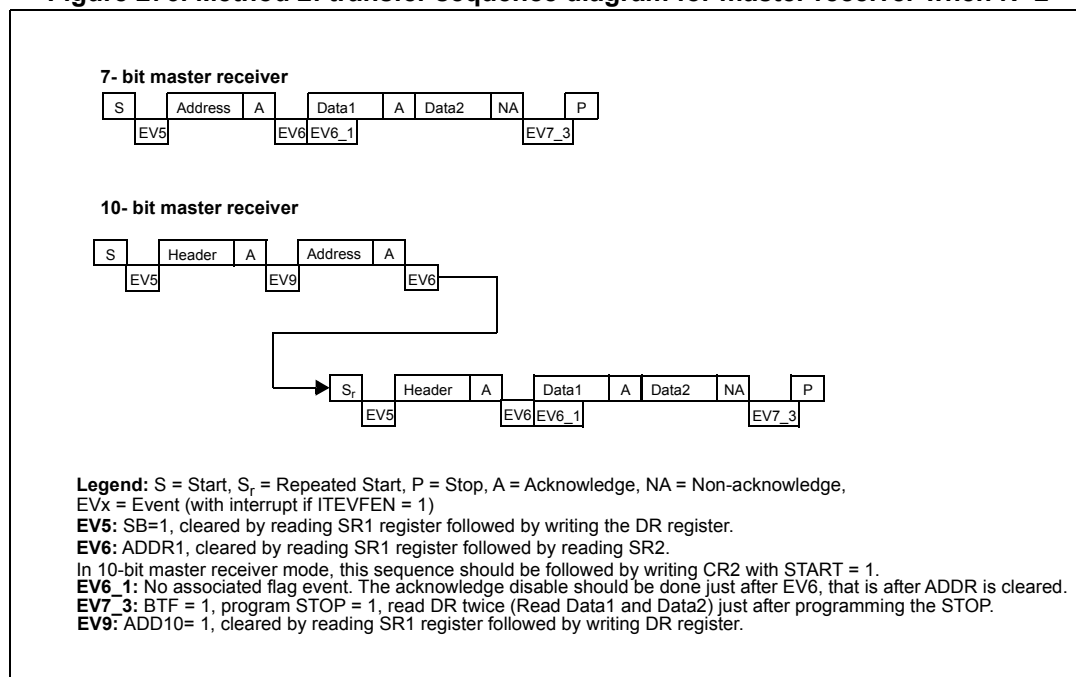 Figure 276. Method 2: transfer sequence diagram for master receiver when N=2
7- bit master receiver
S Address A Data1 A Data2 NA P
EV5 EV6 EV6_1 EV7_3
10- bit master receiver
S Header A Address A
EV5 EV9 EV6
Sr Header A Data1 A Data2 NA P
EV5 EV6 EV6_1 EV7_3
Legend: S = Start, Sr = Repeated Start, P = Stop, A = Acknowledge, NA = Non-acknowledge,
EVx = Event (with interrupt if ITEVFEN = 1)
EV5: SB=1, cleared by reading SR1 register followed by writing the DR register.
EV6: ADDR1, cleared by reading SR1 register followed by reading SR2.
In 10-bit master receiver mode, this sequence should be followed by writing CR2 with START = 1.
EV6_1: No associated flag event. The acknowledge disable should be done just after EV6, that is after ADDR is cleared.
EV7_3: BTF = 1, program STOP = 1, read DR twice (Read Data1 and Data2) just after programming the STOP.
EV9: ADD10= 1, cleared by reading SR1 register followed by writing DR register.